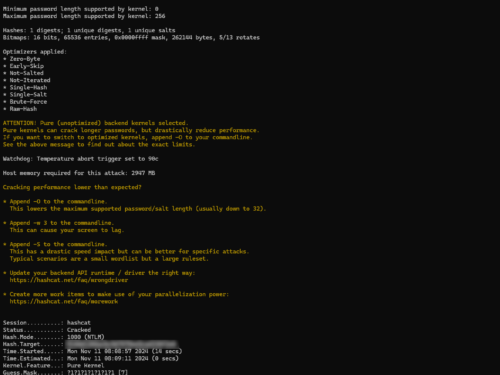 Minimum password length supported by kernel: 0
Maximum password length supported by kernel: 256
Hashes: 1 digests; 1 unique digests, 1 unique salts
Bitmaps: 16 bits, 65536 entries, 0x0000ffff mask, 262144 bytes, 5/13 rotates
Optimizers applied:
* Zero-Byte
* Early-Skip
* Not-Salted
* Not-Iterated
* Single-Hash
* Single-Salt
* Brute-Force
* Raw-Hash
ATTENTION! Pure (unoptimized) backend kernels selected.
Pure kernels can crack longer passwords, but drastically reduce performance.
If you want to switch to optimized kernels, append -O to your commandline.
See the above message to find out about the exact limits.
Watchdog: Temperature abort trigger set to 90c
Host memory required for this attack: 2947 MB
Cracking performance lower than expected?
* Append -O to the commandline.
This lowers the maximum supported password/salt length (usually down to 32).
* Append -w 3 to the commandline.
This can cause your screen to lag.
* Append -S to the commandline.
This has a drastic speed impact but can be better for specific attacks.
Typical scenarios are a small wordlist but a large ruleset.
* Update your backend API runtime / driver the right way:
https://hashcat.net/faq/wrongdriver
* Create more work items to make use of your parallelization power:
https://hashcat.net/faq/morework
Session..........: hashcat
Status...........: Cracked
Hash.Mode........: 1000 (NTLM)
Hash.Target......:
Time.Started.....: Mon Nov 11 08:08:57 2024 (14 secs)
Time.Estimated...: Mon Nov 11 08:09:11 2024 (0 secs)
Kernel.Feature...: Pure Kernel
Guess.Mask.......: ?1?1?1?1?1?1?1 [7]